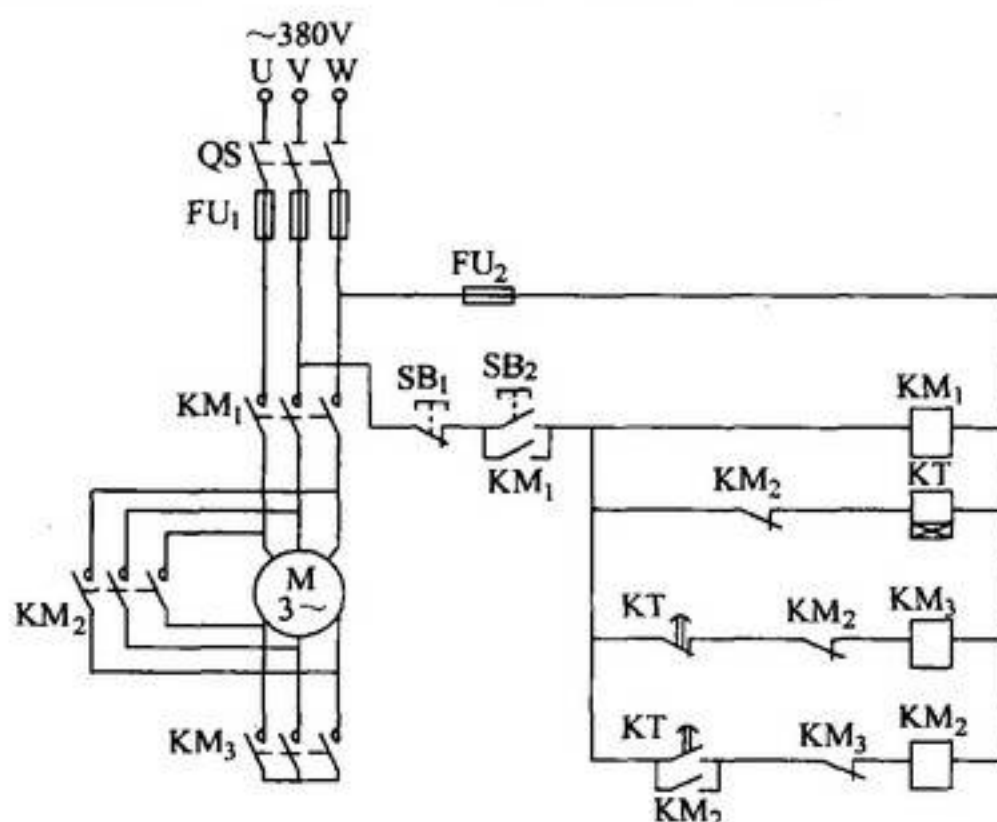 ～380V
U V W
QS
FU₁
FU₂
SB₁ SB₂
KM₁
KM₁
KM₁
KM₂ KT
M
3～
KM₂
KT KM₂ KM₃
KM₃
KT KM₃ KM₂
KM₂